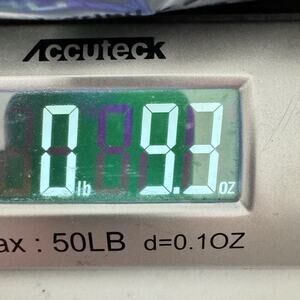 Accuteck
0 lb 9.3 oz
ax : 50LB d=0.1OZ